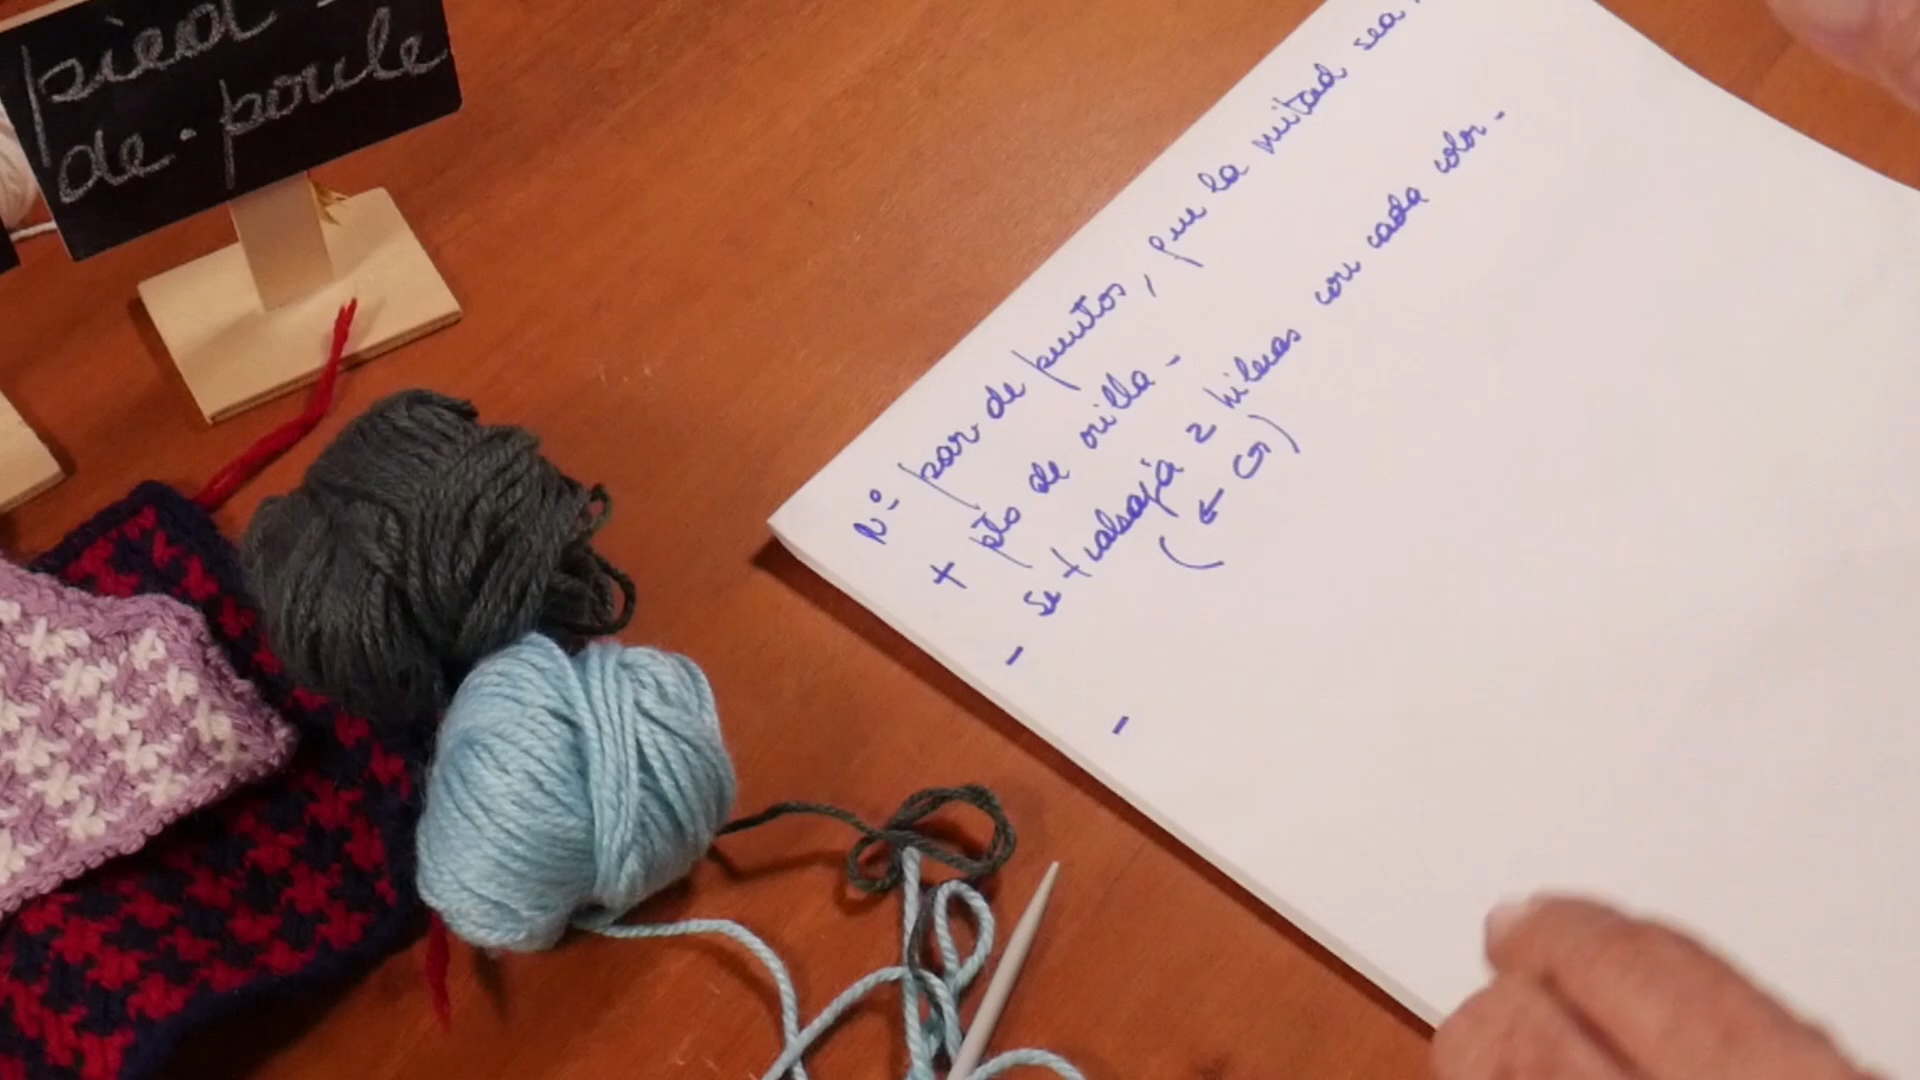 pied -
de-poule
Nº par de puntos, que la mitad sea
+ pto de orilla -
- Se trabaja 2 hileras con cada color -
-